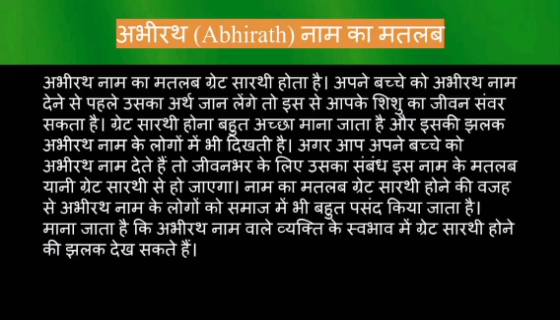 अभीरथ (Abhirath) नाम का मतलब
अभीरथ नाम का मतलब ग्रेट सारथी होता है। अपने बच्चे को अभीरथ नाम
देने से पहले उसका अर्थ जान लेंगे तो इस से आपके शिशु का जीवन संवर
सकता है। ग्रेट सारथी होना बहुत अच्छा माना जाता है और इसकी झलक
अभीरथ नाम के लोगों में भी दिखती है। अगर आप अपने बच्चे को
अभीरथ नाम देते हैं तो जीवनभर के लिए उसका संबंध इस नाम के मतलब
यानी ग्रेट सारथी से हो जाएगा। नाम का मतलब ग्रेट सारथी होने की वजह
से अभीरथ नाम के लोगों को समाज में भी बहुत पसंद किया जाता है।
माना जाता है कि अभीरथ नाम वाले व्यक्ति के स्वभाव में ग्रेट सारथी होने
की झलक देख सकते हैं।